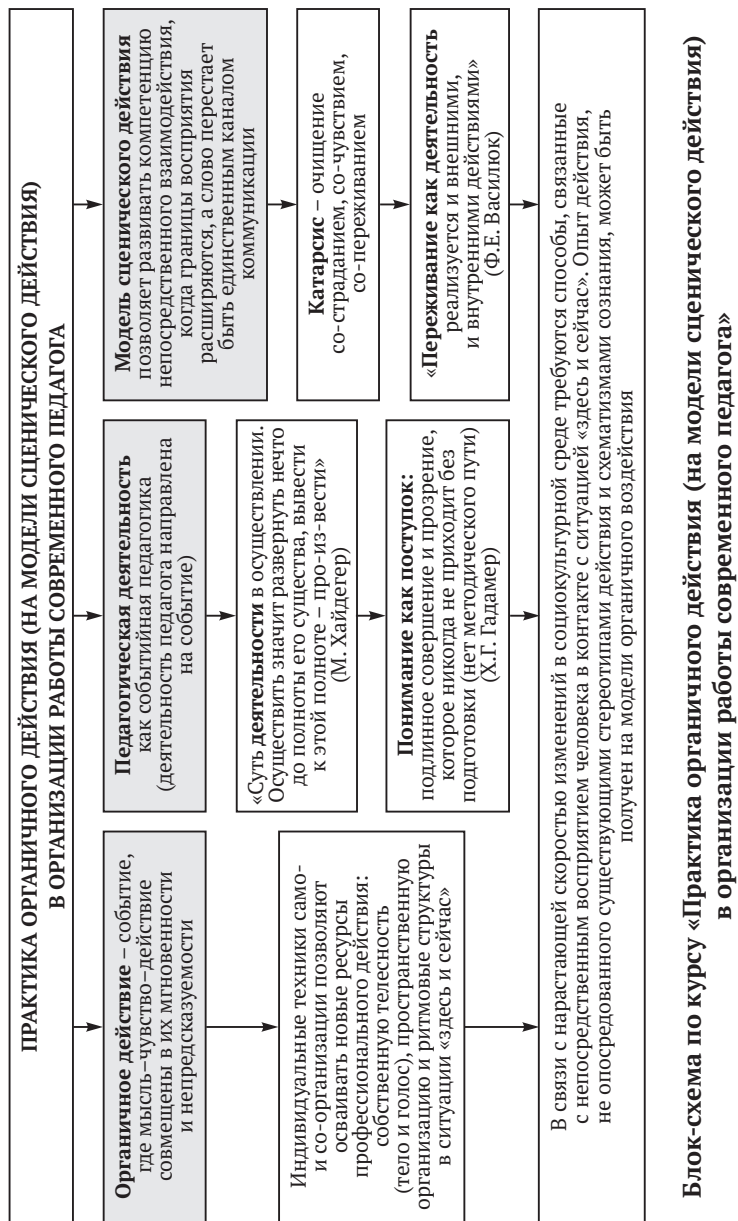 ПРАКТИКА ОРГАНИЧНОГО ДЕЙСТВИЯ (НА МОДЕЛИ СЦЕНИЧЕСКОГО ДЕЙСТВИЯ)
В ОРГАНИЗАЦИИ РАБОТЫ СОВРЕМЕННОГО ПЕДАГОГА
Органичное действие – событие,
где мысль–чувство–действие
совмещены в их мгновенности
и непредсказуемости
Индивидуальные техники само-
и со-организации позволяют
осваивать новые ресурсы
профессионального действия:
собственную телесность
(тело и голос), пространственную
организацию и ритмовые структуры
в ситуации «здесь и сейчас»
Педагогическая деятельность
как событийная педагогика
(деятельность педагога направлена
на событие)
«Суть деятельности в осуществлении.
Осуществить значит развернуть нечто
до полноты его существа, вывести
к этой полноте – про-из-вести»
(М. Хайдегер)
Понимание как поступок:
подлинное совершение и прозрение,
которое никогда не приходит без
подготовки (нет методического пути)
(Х.Г. Гадамер)
Модель сценического действия
позволяет развивать компетенцию
непосредственного взаимодействия,
когда границы восприятия
расширяются, а слово перестает
быть единственным каналом
коммуникации
Катарсис – очищение
со-страданием, со-чувствием,
со-переживанием
«Переживание как деятельность
реализуется и внешними,
и внутренними действиями»
(Ф.Е. Василюк)
В связи с нарастающей скоростью изменений в социокультурной среде требуются способы, связанные
с непосредственным восприятием человека в контакте с ситуацией «здесь и сейчас». Опыт действия,
не опосредованного существующими стереотипами действия и схематизмами сознания, может быть
получен на модели органичного воздействия
Блок-схема по курсу «Практика органичного действия (на модели сценического действия)
в организации работы современного педагога»